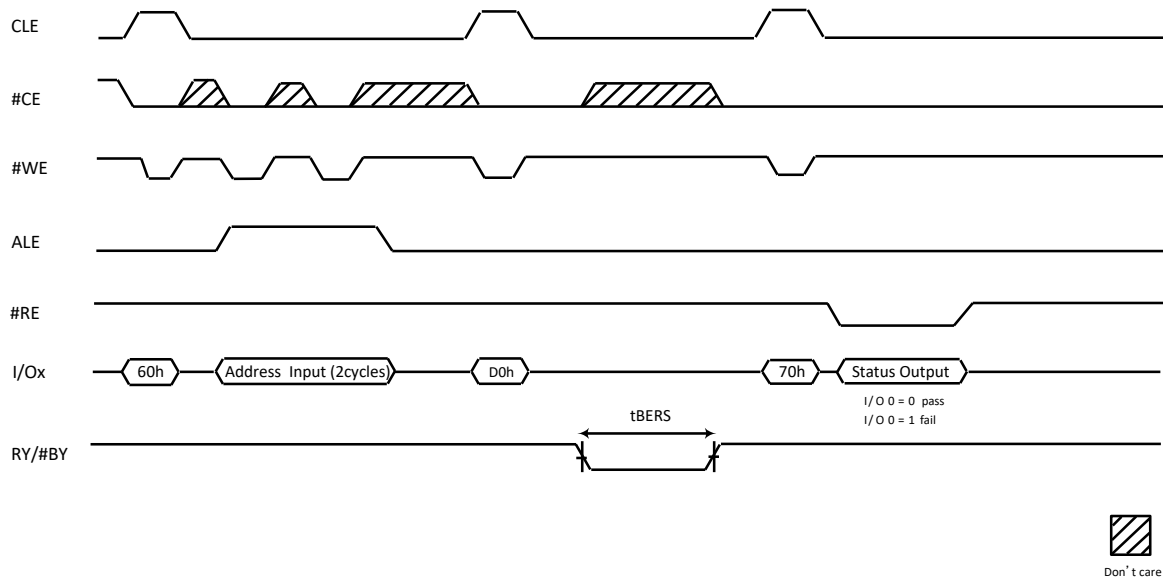 CLE
#CE
#WE
ALE
#RE
I/Ox 60h Address Input (2cycles) D0h 70h Status Output
I/O 0 = 0 pass
I/O 0 = 1 fail
tBERS
RY/#BY
Don't care